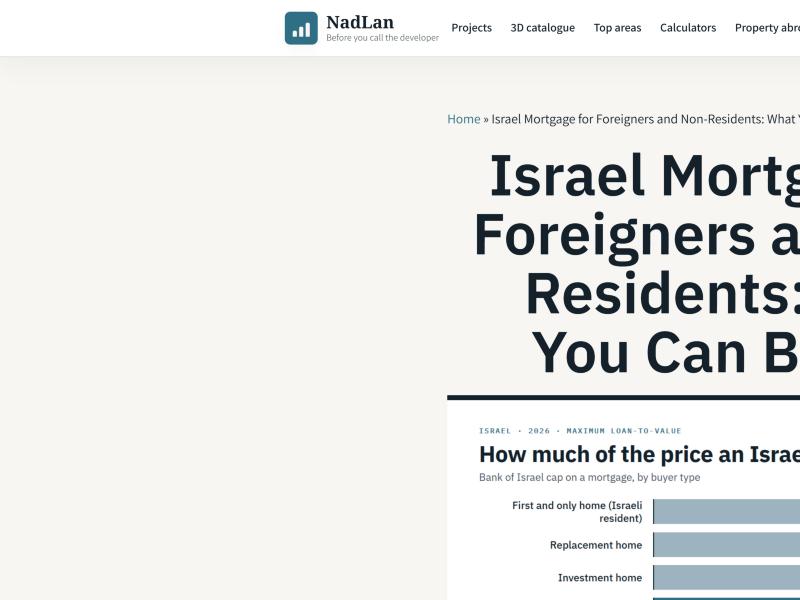 NadLan
Before you call the developer
Projects 3D catalogue Top areas Calculators Property abro
Home » Israel Mortgage for Foreigners and Non-Residents: What
Israel Mortg
Foreigners a
Residents:
You Can B
ISRAEL · 2026 · MAXIMUM LOAN-TO-VALUE
How much of the price an Israe
Bank of Israel cap on a mortgage, by buyer type
First and only home (Israeli
resident)
Replacement home
Investment home